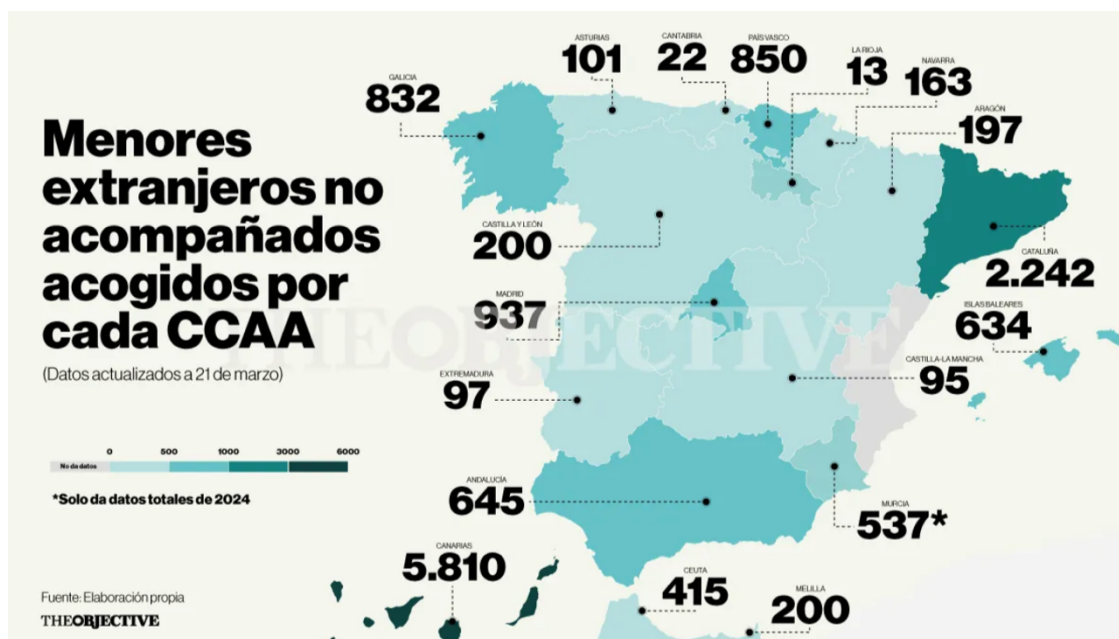 Menores
extranjeros no
acompañados
acogidos por
cada CCAA
(Datos actualizados a 21 de marzo)
No da datos
0
500
1000
3000
6000
*Solo da datos totales de 2024
GALICIA
832
ASTURIAS
101
CANTABRIA
22
PAÍS VASCO
850
LA RIOJA
13
NAVARRA
163
ARAGÓN
197
CASTILLA Y LEÓN
200
CATALUÑA
2.242
MADRID
937
ISLAS BALEARES
634
CASTILLA-LA MANCHA
95
EXTREMADURA
97
ANDALUCÍA
645
MURCIA
537*
CANARIAS
5.810
CEUTA
415
MELILLA
200
THE OBJECTIVE
Fuente: Elaboración propia
THEOBJECTIVE